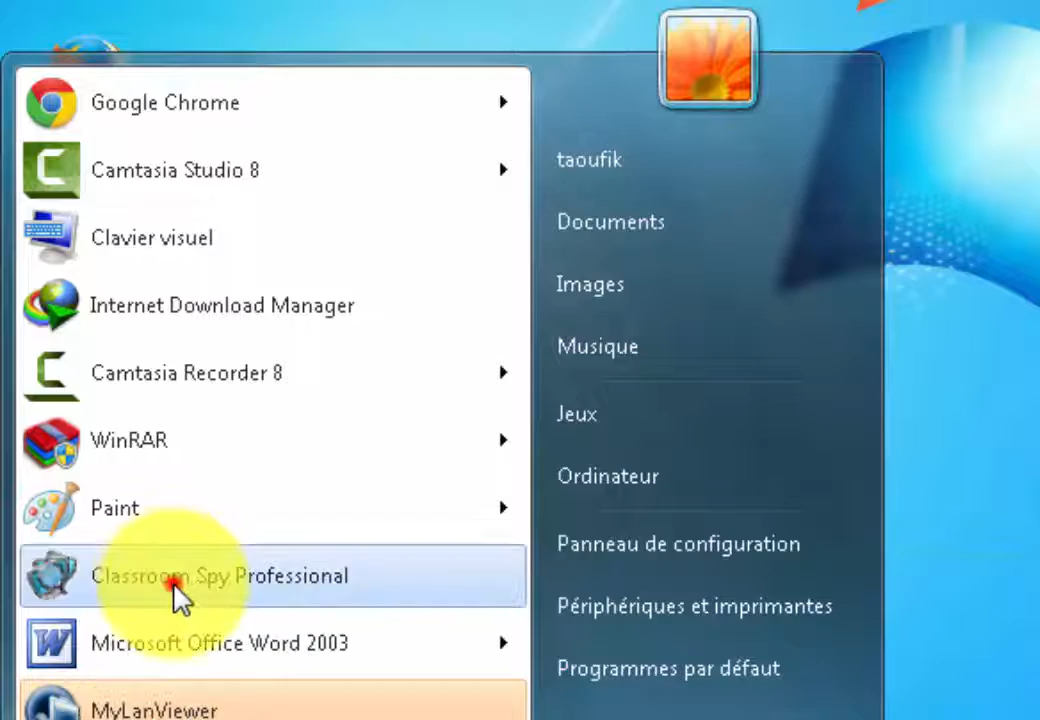 Google Chrome
Camtasia Studio 8
Clavier visuel
Internet Download Manager
Camtasia Recorder 8
WinRAR
Paint
Classroom Spy Professional
Microsoft Office Word 2003
MyLanViewer
taoufik
Documents
Images
Musique
Jeux
Ordinateur
Panneau de configuration
Périphériques et imprimantes
Programmes par défaut